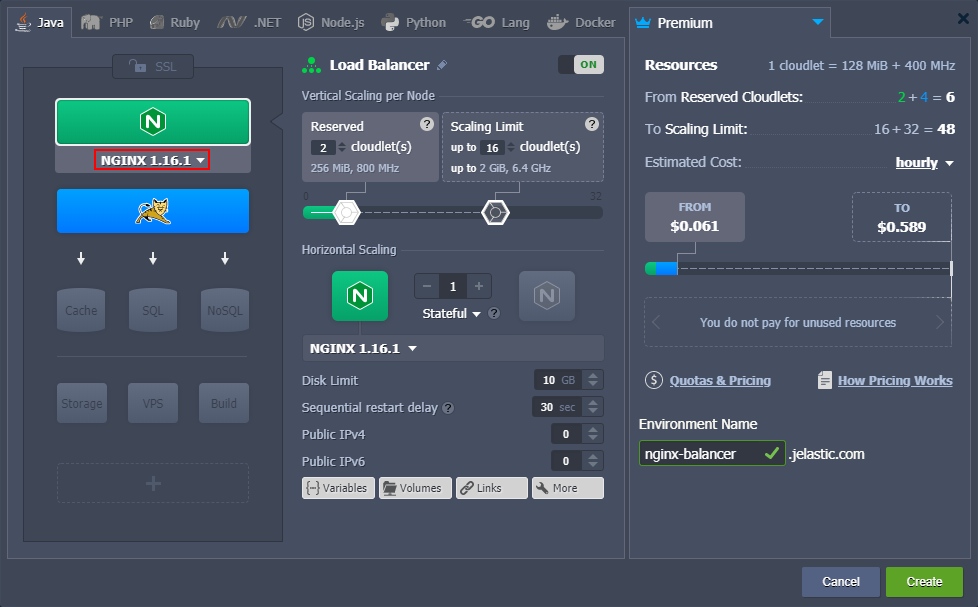 Java PHP Ruby .NET Node.js Python Lang Docker
SSL
NGINX 1.16.1
Cache SQL NoSQL
Storage VPS Build
Load Balancer ON
Vertical Scaling per Node
Reserved ?
2 cloudlet(s)
256 MiB, 800 MHz
Scaling Limit ?
up to 16 cloudlet(s)
up to 2 GiB, 6.4 GHz
0 32
Horizontal Scaling
- 1 +
Stateful ?
NGINX 1.16.1
Disk Limit 10 GB
Sequential restart delay ? 30 sec
Public IPv4 0
Public IPv6 0
Variables Volumes Links More
Premium
Resources 1 cloudlet = 128 MiB + 400 MHz
From Reserved Cloudlets: 2 + 4 = 6
To Scaling Limit: 16 + 32 = 48
Estimated Cost: hourly
FROM
$0.061
TO
$0.589
You do not pay for unused resources
$ Quotas & Pricing How Pricing Works
Environment Name
nginx-balancer .jelastic.com
Cancel Create